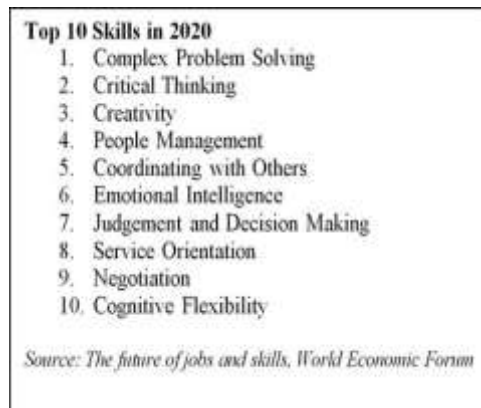 Top 10 Skills in 2020
1. Complex Problem Solving
2. Critical Thinking
3. Creativity
4. People Management
5. Coordinating with Others
6. Emotional Intelligence
7. Judgement and Decision Making
8. Service Orientation
9. Negotiation
10. Cognitive Flexibility
Source: The future of jobs and skills, World Economic Forum